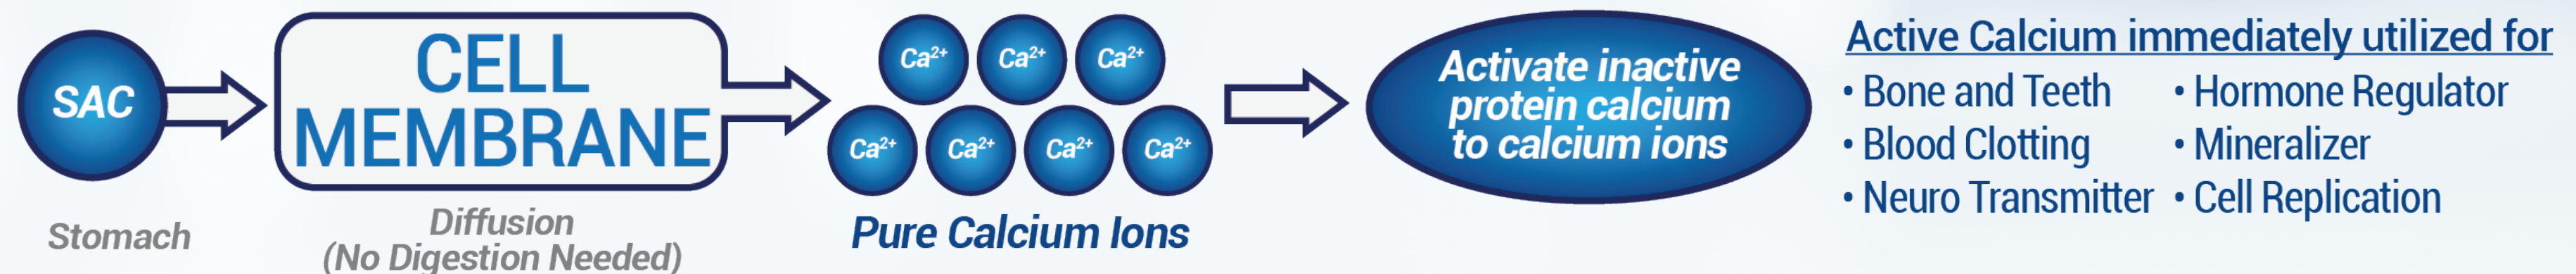 SAC
Stomach
CELL
MEMBRANE
Diffusion
(No Digestion Needed)
Ca2+ Ca2+ Ca2+
Ca2+ Ca2+ Ca2+ Ca2+
Pure Calcium Ions
Activate inactive
protein calcium
to calcium ions
Active Calcium immediately utilized for
• Bone and Teeth
• Blood Clotting
• Neuro Transmitter
• Hormone Regulator
• Mineralizer
• Cell Replication